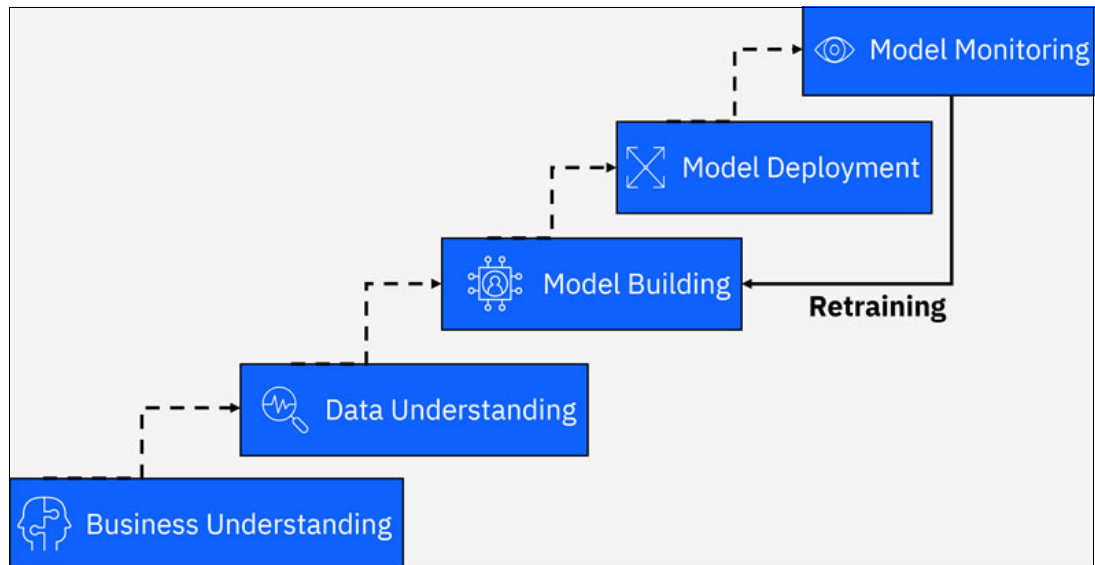 Model Monitoring
Model Deployment
Model Building
Retraining
Data Understanding
Business Understanding